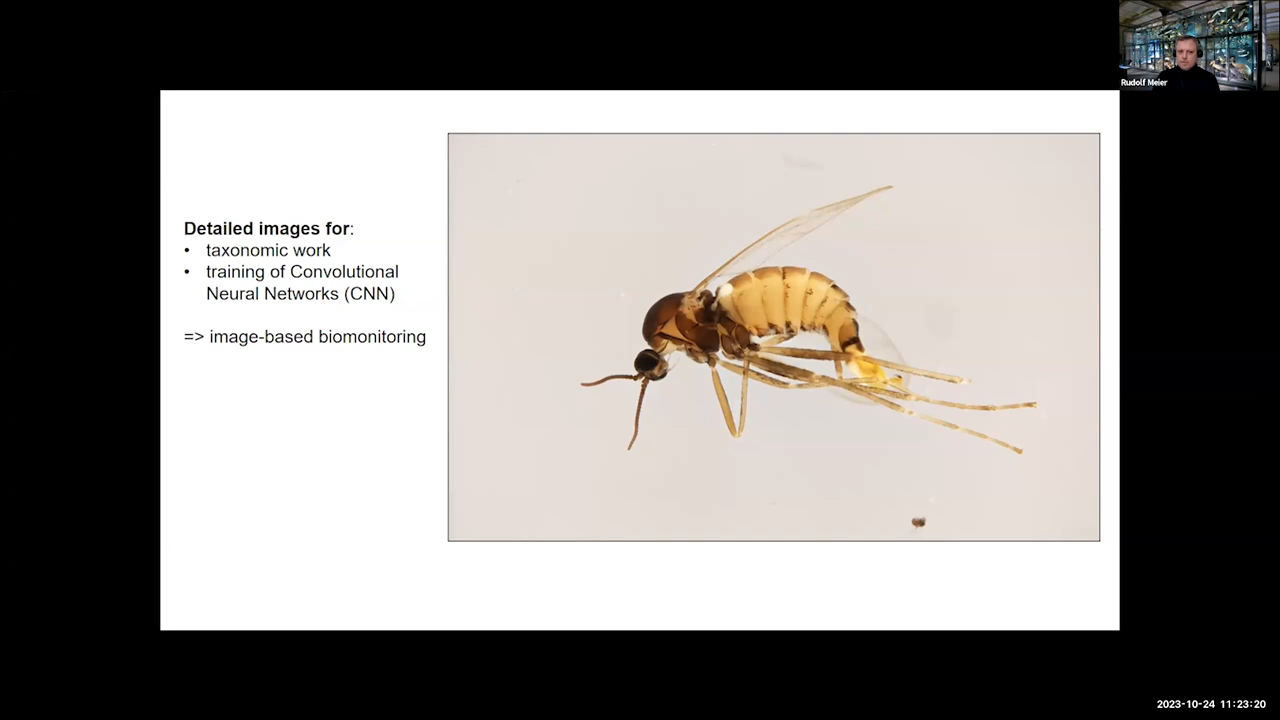 Rudolf Meier
Detailed images for:
• taxonomic work
• training of Convolutional
Neural Networks (CNN)
=> image-based biomonitoring
2023-10-24 11:23:20